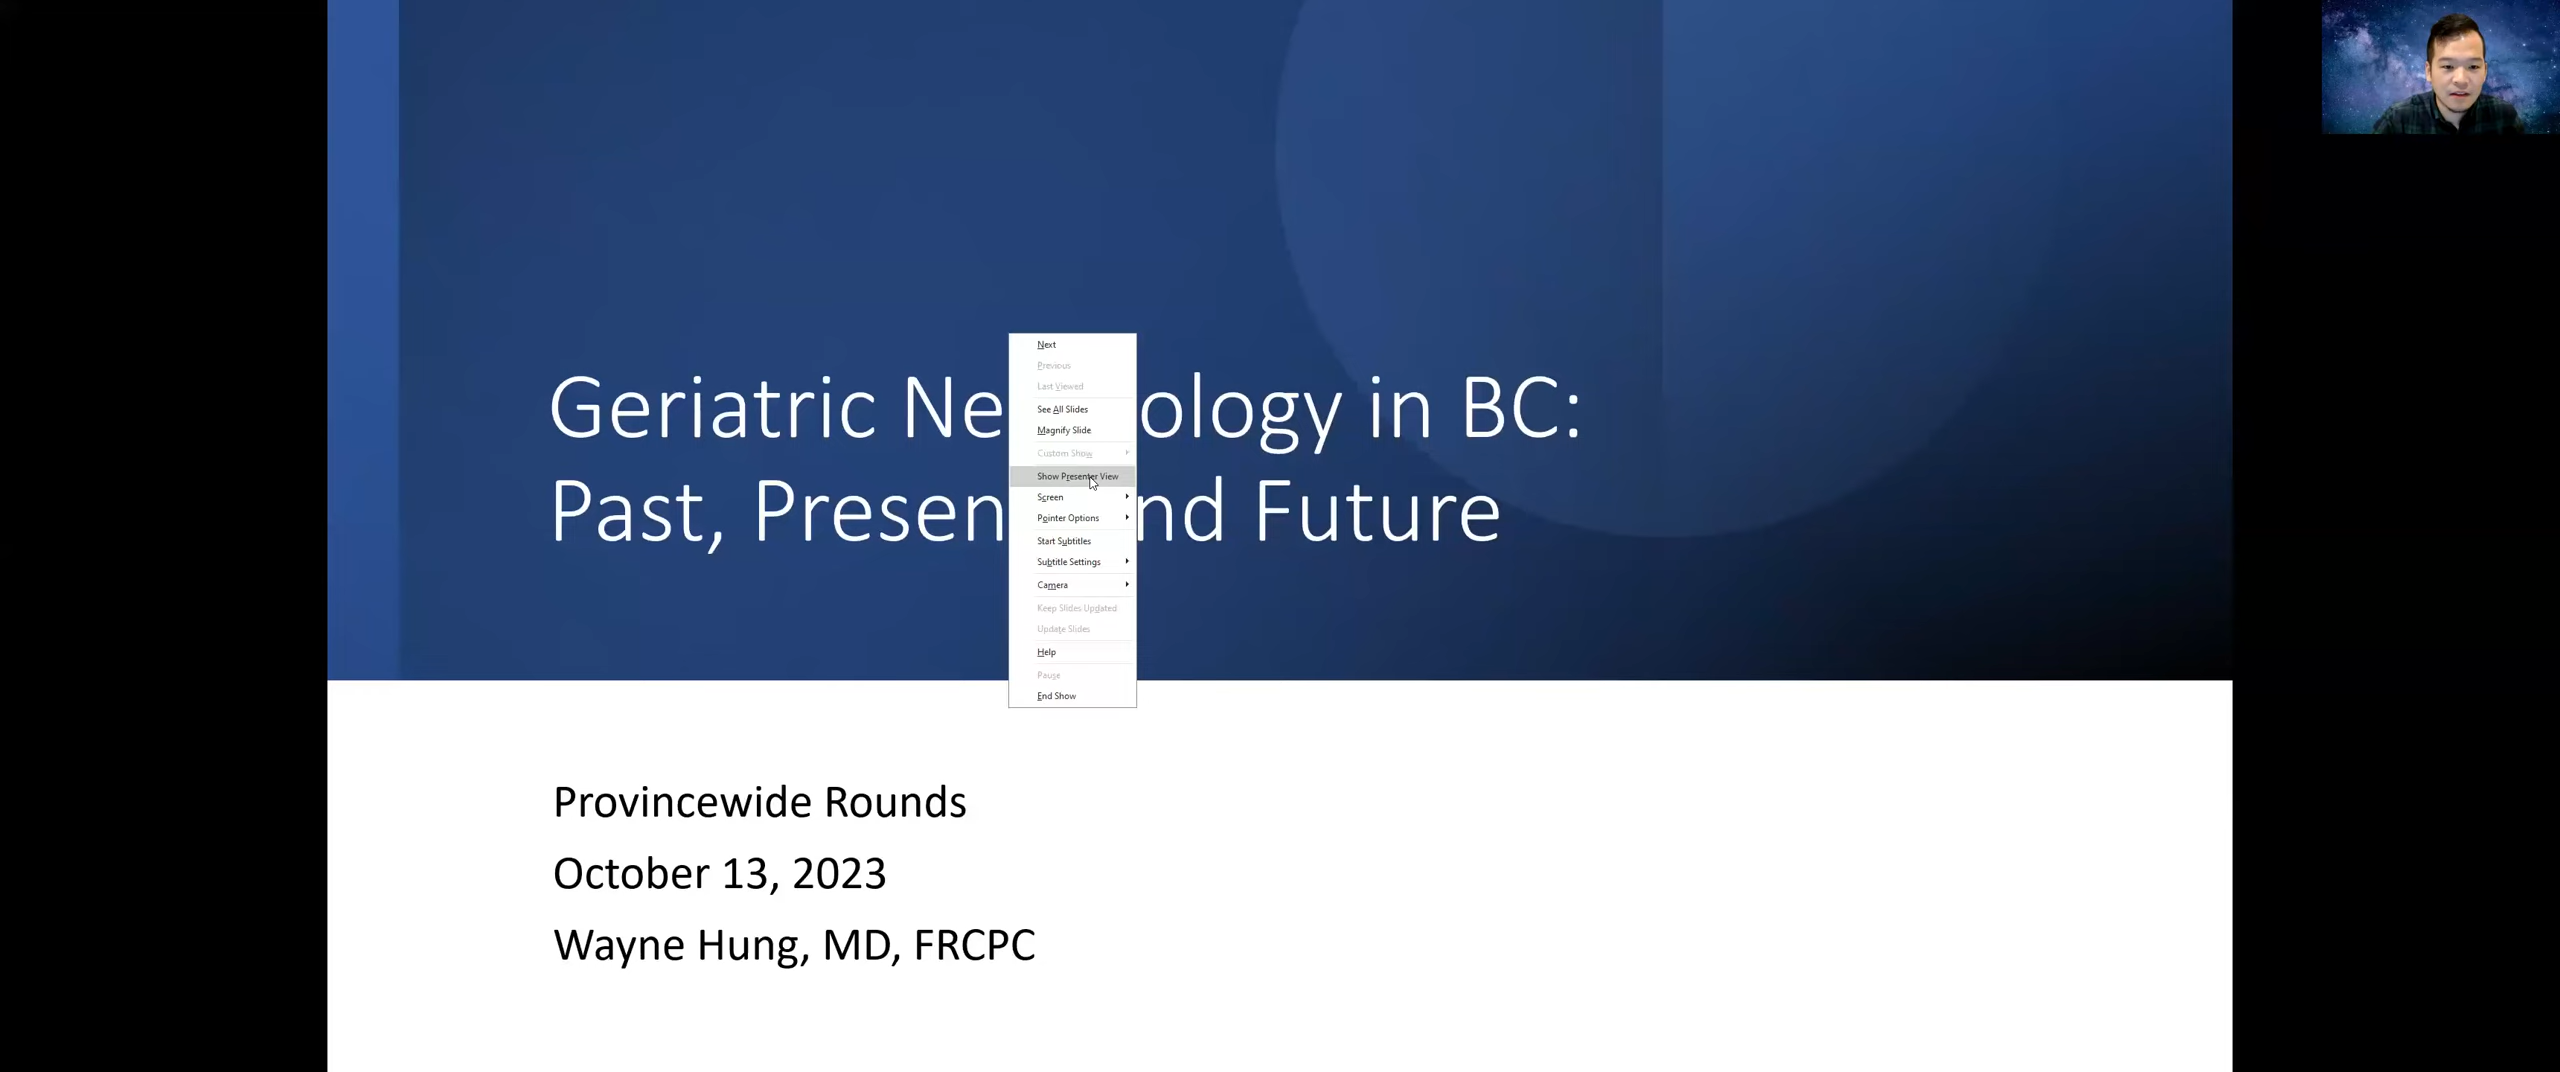 Geriatric Ne ology in BC:
Past, Presen nd Future
Next
Previous
Last Viewed
See All Slides
Magnify Slide
Custom Show
Show Presenter View
Screen
Pointer Options
Start Subtitles
Subtitle Settings
Camera
Keep Slides Updated
Update Slides
Help
Pause
End Show
Provincewide Rounds
October 13, 2023
Wayne Hung, MD, FRCPC